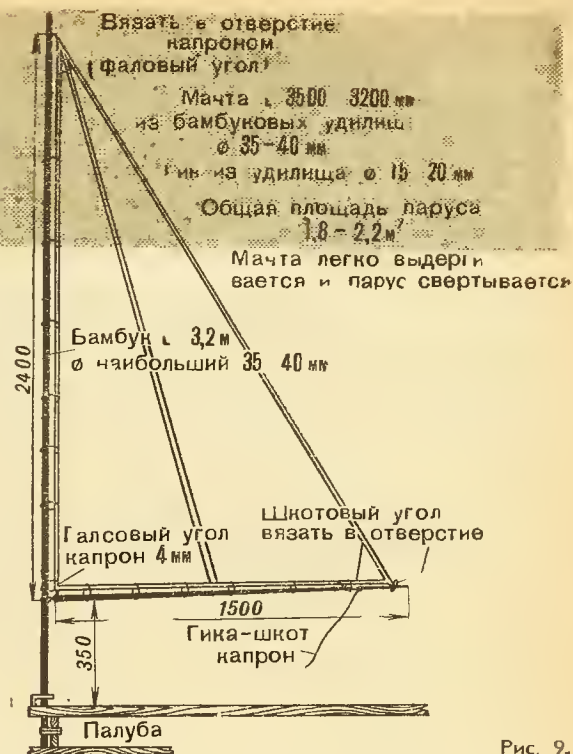 Вязать в отверстие
капроном
(фаловый угол)
Мачта L 3500 3200 мм
из бамбуковых удилищ
ø 35-40 мм
Гик из удилища ø 15 20 мм
Общая площадь паруса
1,8 - 2,2 м²
Мачта легко выдерги
вается и парус свертывается
Бамбук L 3,2 м
ø наибольший 35 40 мм
2400
Галсовый угол
капрон 4 мм
Шкотовый угол
вязать в отверстие
1500
Гика-шкот
капрон
350
Палуба
Рис. 9.